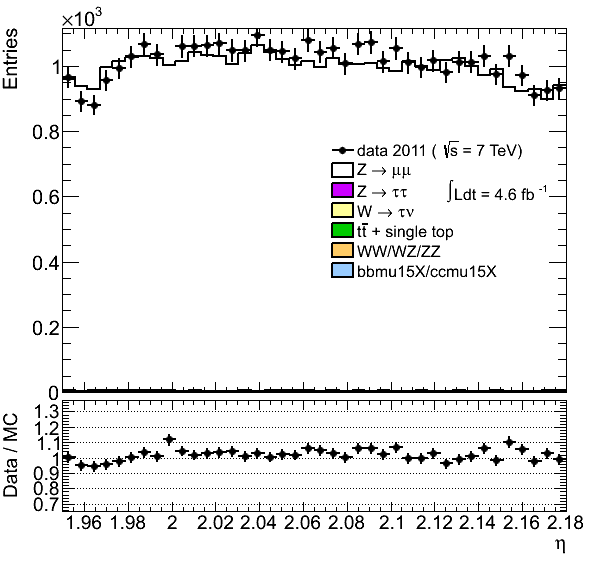 ×10³
Entries
1
0.8
0.6
0.4
0.2
0
data 2011 ( √s = 7 TeV)
Z → μμ
Z → ττ
∫Ldt = 4.6 fb⁻¹
W → τν
tt̄ + single top
WW/WZ/ZZ
bbmu15X/ccmu15X
Data / MC
1.3
1.2
1.1
1
0.9
0.8
0.7
1.96 1.98 2 2.02 2.04 2.06 2.08 2.1 2.12 2.14 2.16 2.18
η